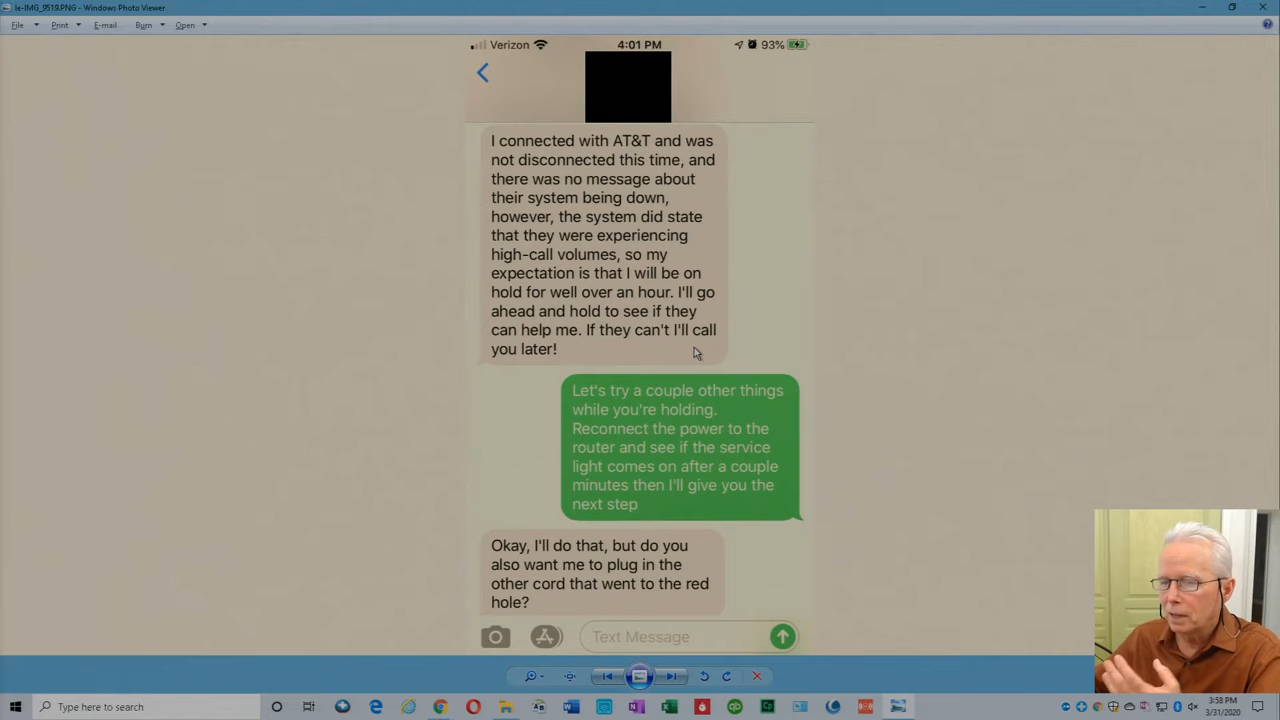 le-IMG_9519.PNG - Windows Photo Viewer
File Print E-mail Burn Open
Verizon 4:01 PM 93%
I connected with AT&T and was
not disconnected this time, and
there was no message about
their system being down,
however, the system did state
that they were experiencing
high-call volumes, so my
expectation is that I will be on
hold for well over an hour. I'll go
ahead and hold to see if they
can help me. If they can't I'll call
you later!
Let's try a couple other things
while you're holding.
Reconnect the power to the
router and see if the service
light comes on after a couple
minutes then I'll give you the
next step
Okay, I'll do that, but do you
also want me to plug in the
other cord that went to the red
hole?
Text Message
Type here to search
3:58 PM
3/31/2020